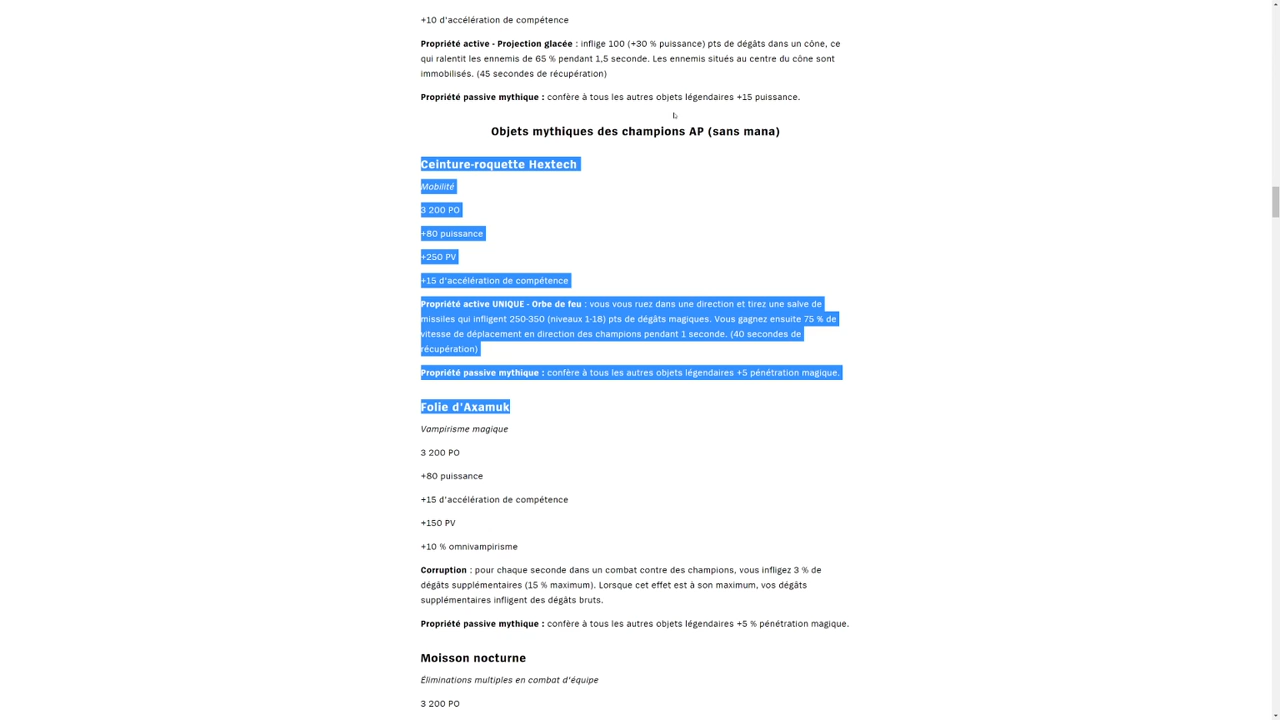 +10 d'accélération de compétence
Propriété active - Projection glacée : inflige 100 (+30 % puissance) pts de dégâts dans un cône, ce
qui ralentit les ennemis de 65 % pendant 1,5 seconde. Les ennemis situés au centre du cône sont
immobilisés. (45 secondes de récupération)
Propriété passive mythique : confère à tous les autres objets légendaires +15 puissance.
Objets mythiques des champions AP (sans mana)
Ceinture-roquette Hextech
Mobilité
3 200 PO
+80 puissance
+250 PV
+15 d'accélération de compétence
Propriété active UNIQUE - Orbe de feu : vous vous ruez dans une direction et tirez une salve de
missiles qui infligent 250-350 (niveaux 1-18) pts de dégâts magiques. Vous gagnez ensuite 75 % de
vitesse de déplacement en direction des champions pendant 1 seconde. (40 secondes de
récupération)
Propriété passive mythique : confère à tous les autres objets légendaires +5 pénétration magique.
Folie d'Axamuk
Vampirisme magique
3 200 PO
+80 puissance
+15 d'accélération de compétence
+150 PV
+10 % omnivampirisme
Corruption : pour chaque seconde dans un combat contre des champions, vous infligez 3 % de
dégâts supplémentaires (15 % maximum). Lorsque cet effet est à son maximum, vos dégâts
supplémentaires infligent des dégâts bruts.
Propriété passive mythique : confère à tous les autres objets légendaires +5 % pénétration magique.
Moisson nocturne
Éliminations multiples en combat d'équipe
3 200 PO